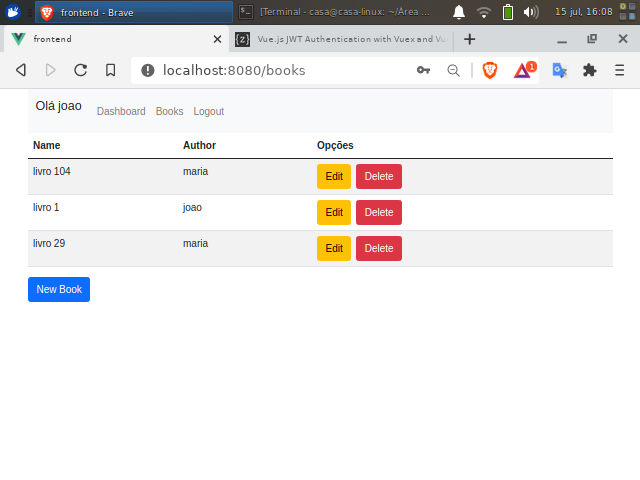 frontend - Brave
[Terminal - casa@casa-linux: ~/Área ...
15 jul, 16:08
frontend
Vue.js JWT Authentication with Vuex and Vu
localhost:8080/books
1
Olá joao
Dashboard
Books
Logout
Name Author Opções
livro 104 maria Edit Delete
livro 1 joao Edit Delete
livro 29 maria Edit Delete
New Book